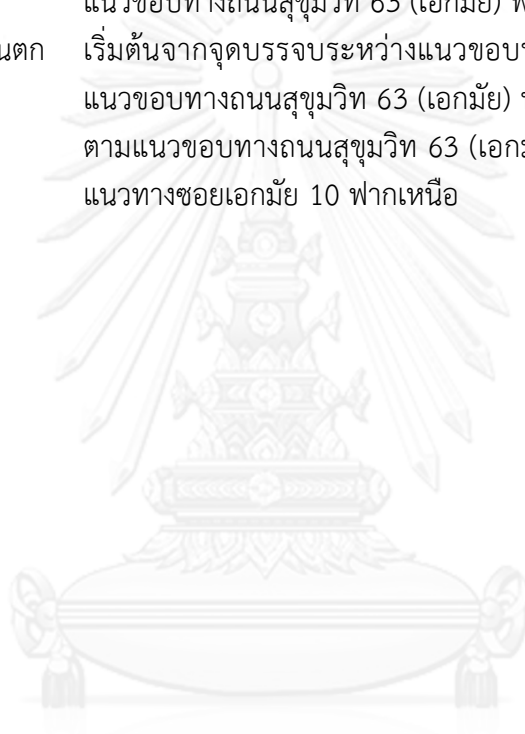 แนวขอบทางถนนสุขุมวิท 63 (เอกมัย)
นตก เริ่มต้นจากจุดบรรจบระหว่างแนวขอบ
แนวขอบทางถนนสุขุมวิท 63 (เอกมัย)
ตามแนวขอบทางถนนสุขุมวิท 63
แนวทางซอยเอกมัย 10 ฟากเหนือ